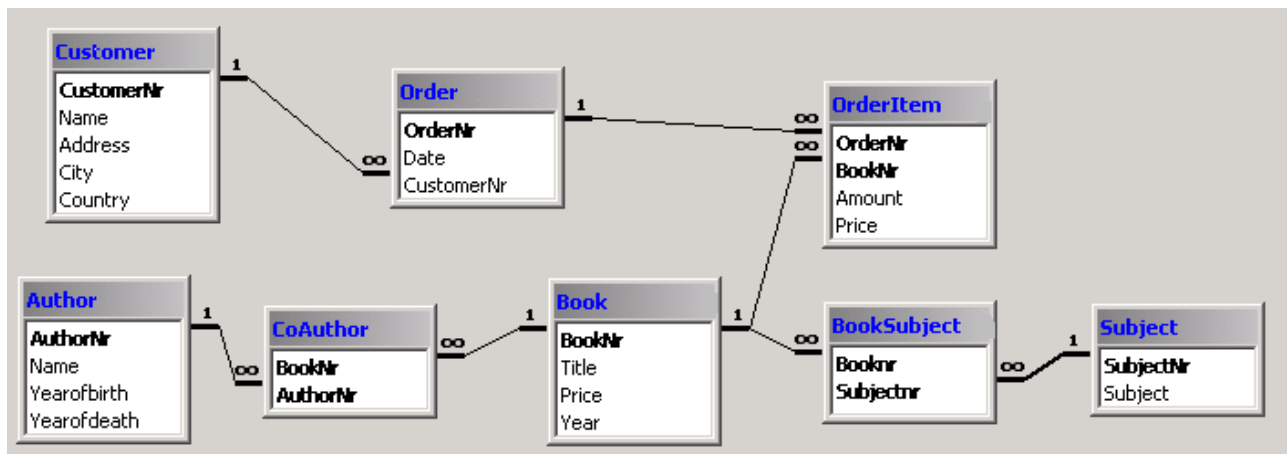 Customer
CustomerNr
Name
Address
City
Country
1
∞
Order
OrderNr
Date
CustomerNr
1
∞
∞
OrderItem
OrderNr
BookNr
Amount
Price
Author
AuthorNr
Name
Yearofbirth
Yearofdeath
1
∞
CoAuthor
BookNr
AuthorNr
∞
1
Book
BookNr
Title
Price
Year
1
∞
BookSubject
Booknr
Subjectnr
∞
1
Subject
SubjectNr
Subject